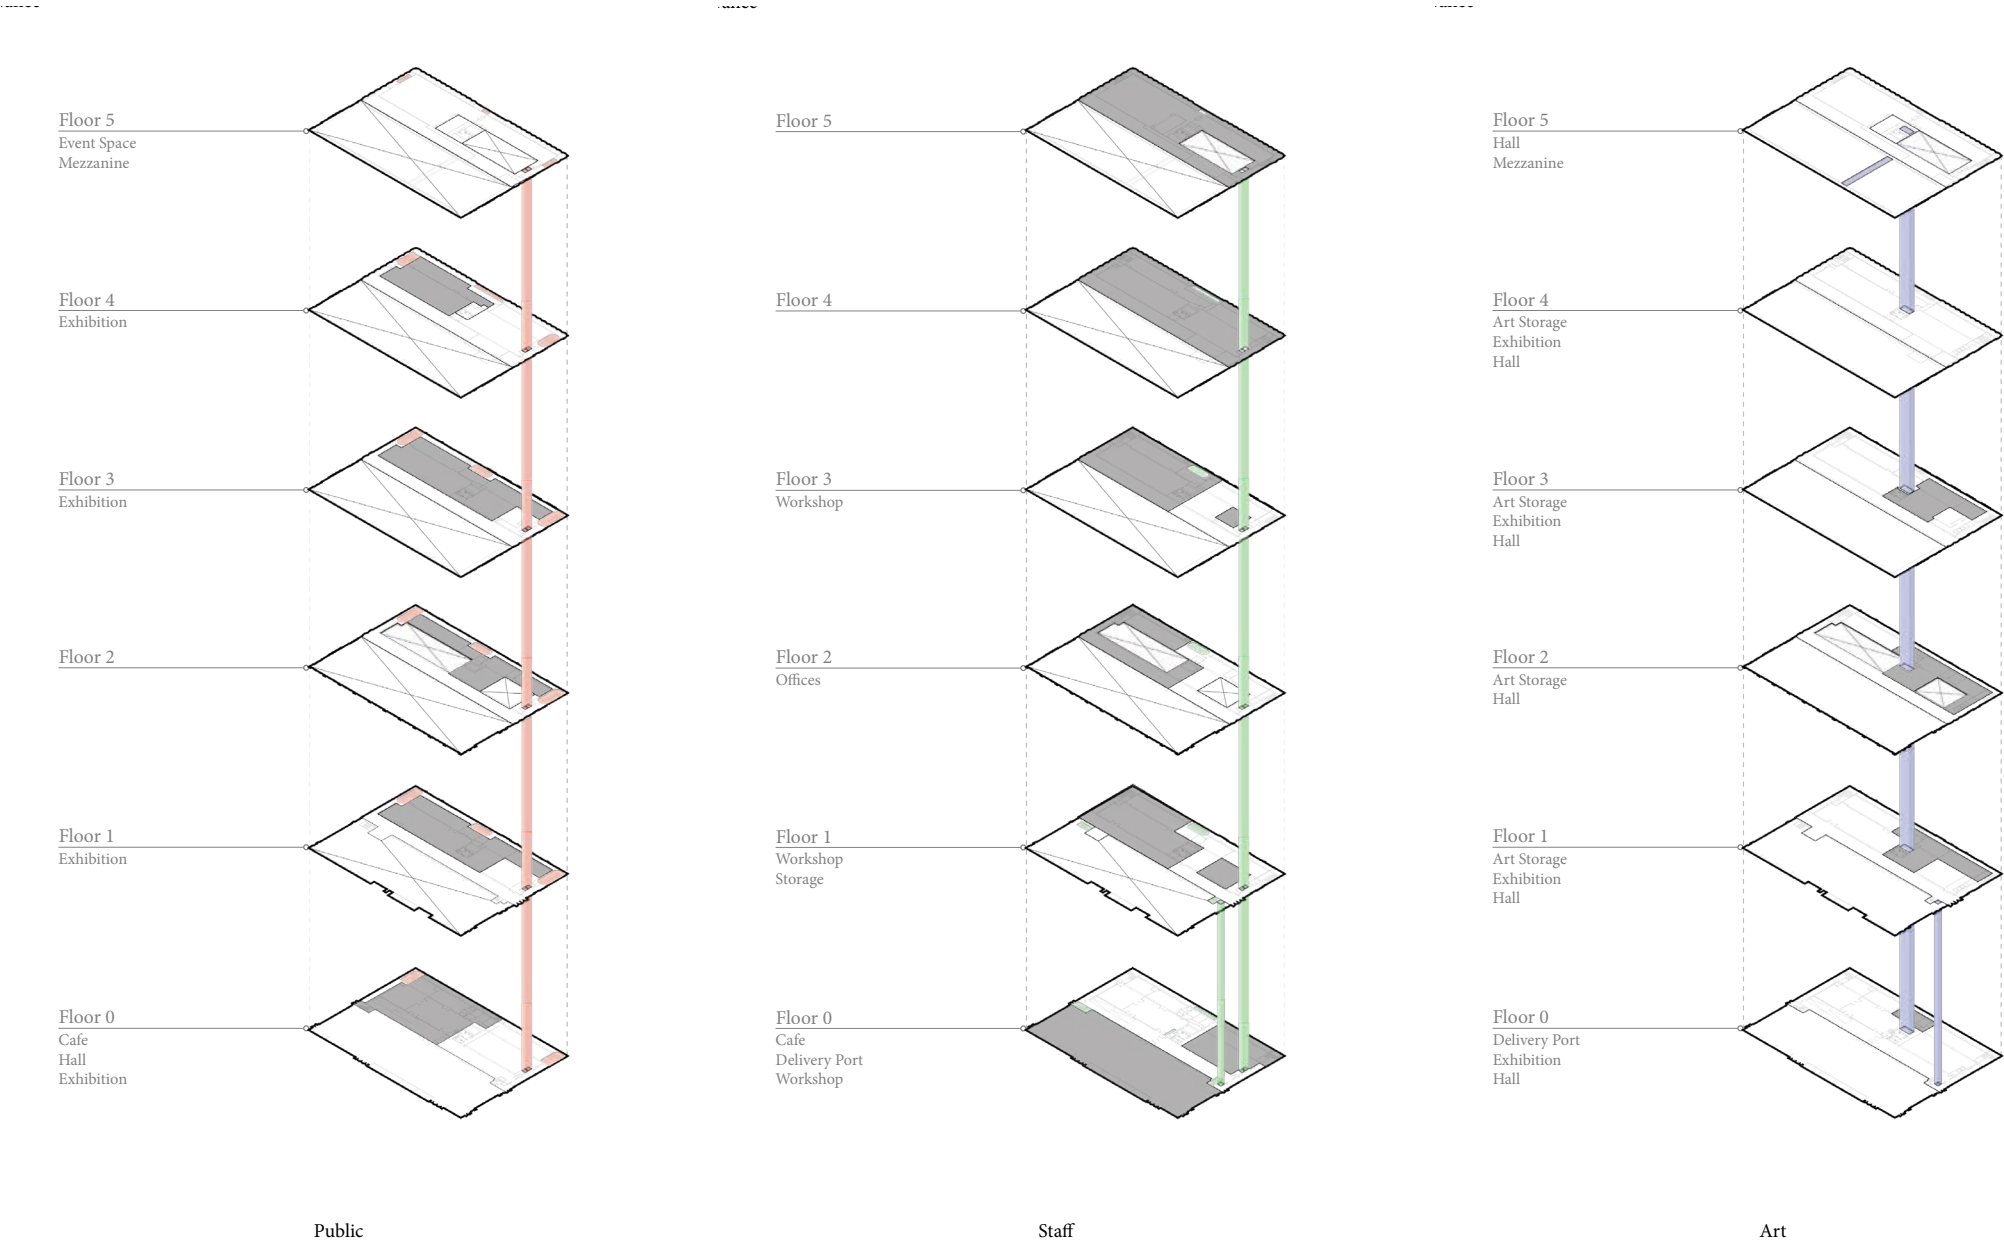 Floor 5
Event Space
Mezzanine
Floor 4
Exhibition
Floor 3
Exhibition
Floor 2
Floor 1
Exhibition
Floor 0
Cafe
Hall
Exhibition
Public
Floor 5
Floor 4
Floor 3
Workshop
Floor 2
Offices
Floor 1
Workshop
Storage
Floor 0
Cafe
Delivery Port
Workshop
Staff
Floor 5
Hall
Mezzanine
Floor 4
Art Storage
Exhibition
Hall
Floor 3
Art Storage
Exhibition
Hall
Floor 2
Art Storage
Hall
Floor 1
Art Storage
Exhibition
Hall
Floor 0
Delivery Port
Exhibition
Hall
Art